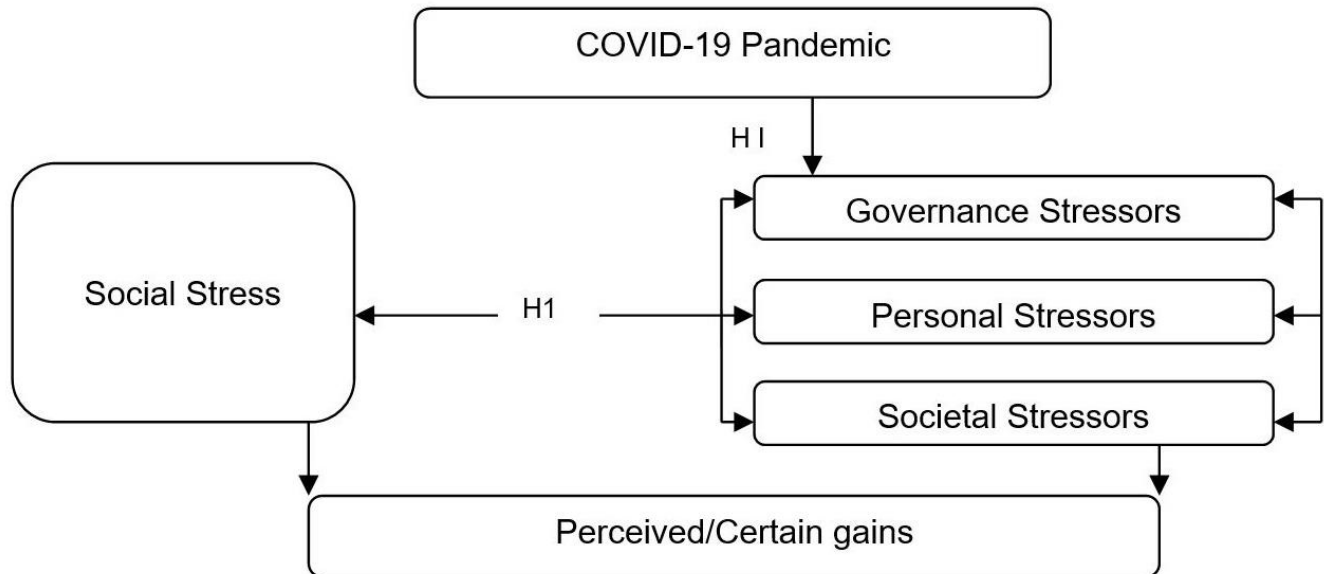 COVID-19 Pandemic
H I
Governance Stressors
Social Stress
H1
Personal Stressors
Societal Stressors
Perceived/Certain gains